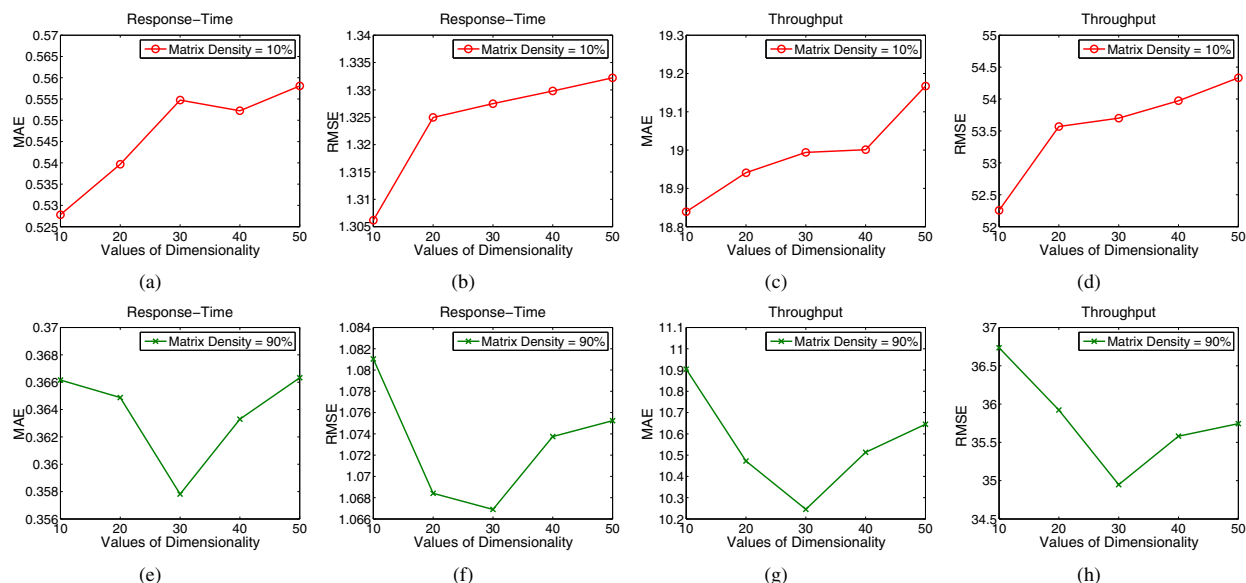 Response-Time
Response-Time
Throughput
Throughput
0.57
0.565
0.56
0.555
0.55
0.545
0.54
0.535
0.53
0.525
MAE
Matrix Density = 10%
10 20 30 40 50
Values of Dimensionality
(a)
1.34
1.335
1.33
1.325
1.32
1.315
1.31
1.305
RMSE
Matrix Density = 10%
10 20 30 40 50
Values of Dimensionality
(b)
19.3
19.2
19.1
19
18.9
18.8
MAE
Matrix Density = 10%
10 20 30 40 50
Values of Dimensionality
(c)
55
54.5
54
53.5
53
52.5
52
RMSE
Matrix Density = 10%
10 20 30 40 50
Values of Dimensionality
(d)
Response-Time
Response-Time
Throughput
Throughput
0.37
0.368
0.366
0.364
0.362
0.36
0.358
0.356
MAE
Matrix Density = 90%
10 20 30 40 50
Values of Dimensionality
(e)
1.084
1.082
1.08
1.078
1.076
1.074
1.072
1.07
1.068
1.066
RMSE
Matrix Density = 90%
10 20 30 40 50
Values of Dimensionality
(f)
11.1
11
10.9
10.8
10.7
10.6
10.5
10.4
10.3
10.2
MAE
Matrix Density = 90%
10 20 30 40 50
Values of Dimensionality
(g)
37
36.5
36
35.5
35
34.5
RMSE
Matrix Density = 90%
10 20 30 40 50
Values of Dimensionality
(h)